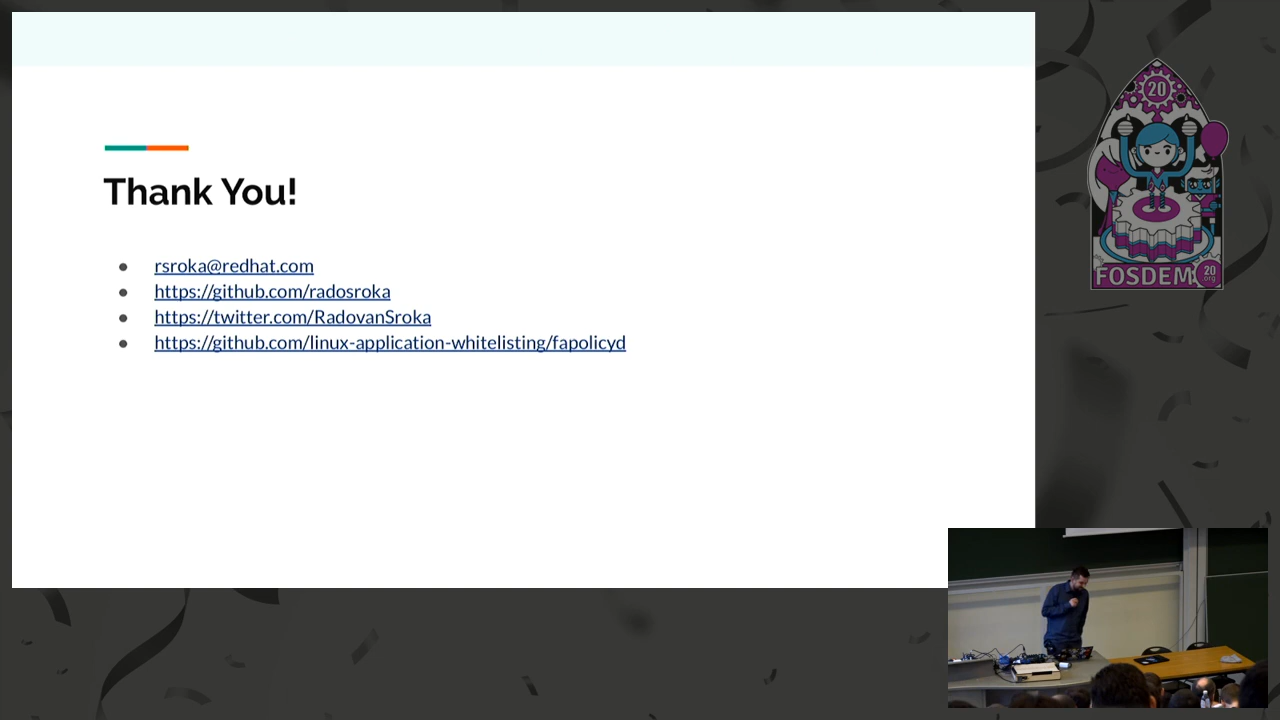 Thank You!
rsroka@redhat.com
https://github.com/radosroka
https://twitter.com/RadovanSroka
https://github.com/linux-application-whitelisting/fapolicyd
20
FOSDEM
20
org